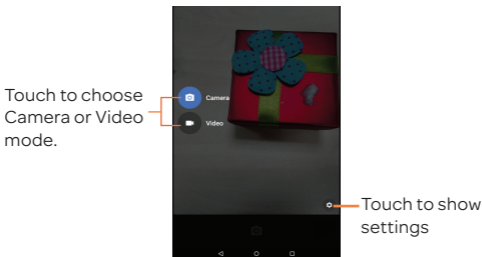 Touch to choose
Camera or Video
mode.
Camera
Video
Touch to show
settings